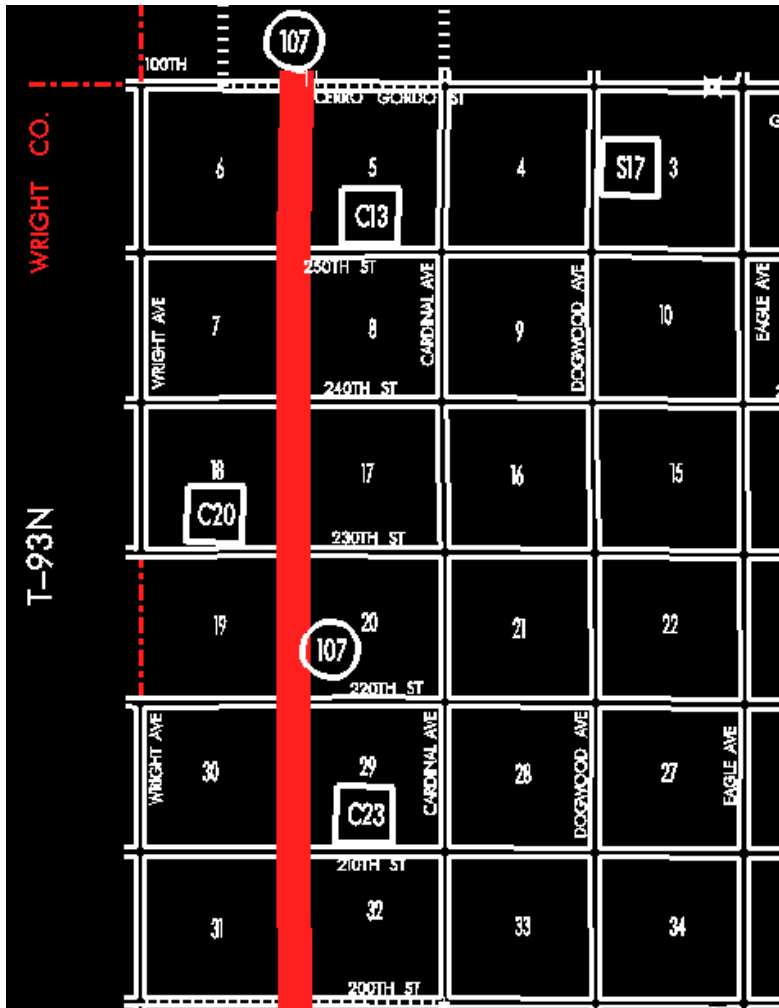 107
100TH
CERRO GORDO ST
WRIGHT CO.
6
5
4
S17
3
G
C13
250TH ST
WRIGHT AVE
7
8
CARDINAL AVE
9
DOGWOOD AVE
10
EAGLE AVE
240TH ST
18
17
16
15
C20
T-93N
230TH ST
19
20
21
22
107
220TH ST
WRIGHT AVE
30
29
CARDINAL AVE
28
DOGWOOD AVE
27
EAGLE AVE
C23
210TH ST
31
32
33
34
200TH ST